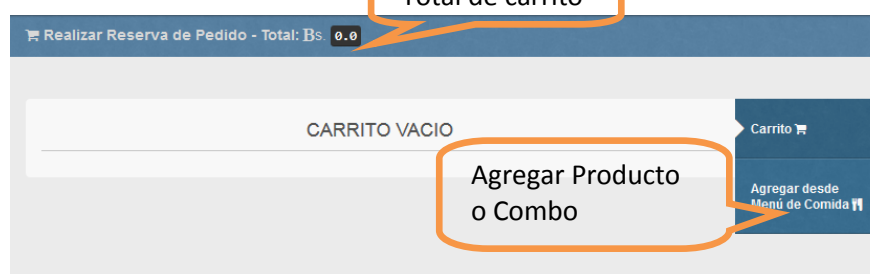 Total de carrito
Realizar Reserva de Pedido - Total: Bs. 0.0
CARRITO VACIO
Carrito
Agregar Producto
o Combo
Agregar desde
Menú de Comida